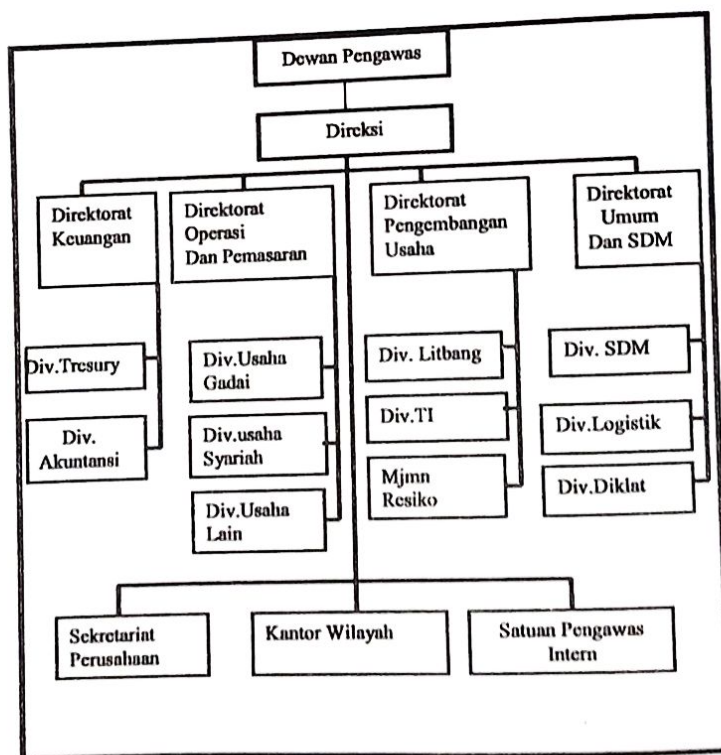 Dewan Pengawas
Direksi
Direktorat
Keuangan
Direktorat
Operasi
Dan Pemasaran
Direktorat
Pengembangan
Usaha
Direktorat
Umum
Dan SDM
Div.Tresury
Div.
Akuntansi
Div.Usaha
Gadai
Div.usaha
Syariah
Div.Usaha
Lain
Div. Litbang
Div.TI
Mjmn
Resiko
Div. SDM
Div.Logistik
Div.Diklat
Sekretariat
Perusahaan
Kantor Wilayah
Satuan Pengawas
Intern